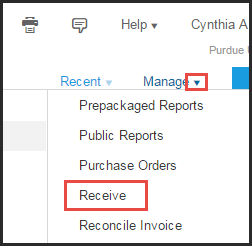 Help Cynthia A
Purdue
Recent Manage
Prepackaged Reports
Public Reports
Purchase Orders
Receive
Reconcile Invoice